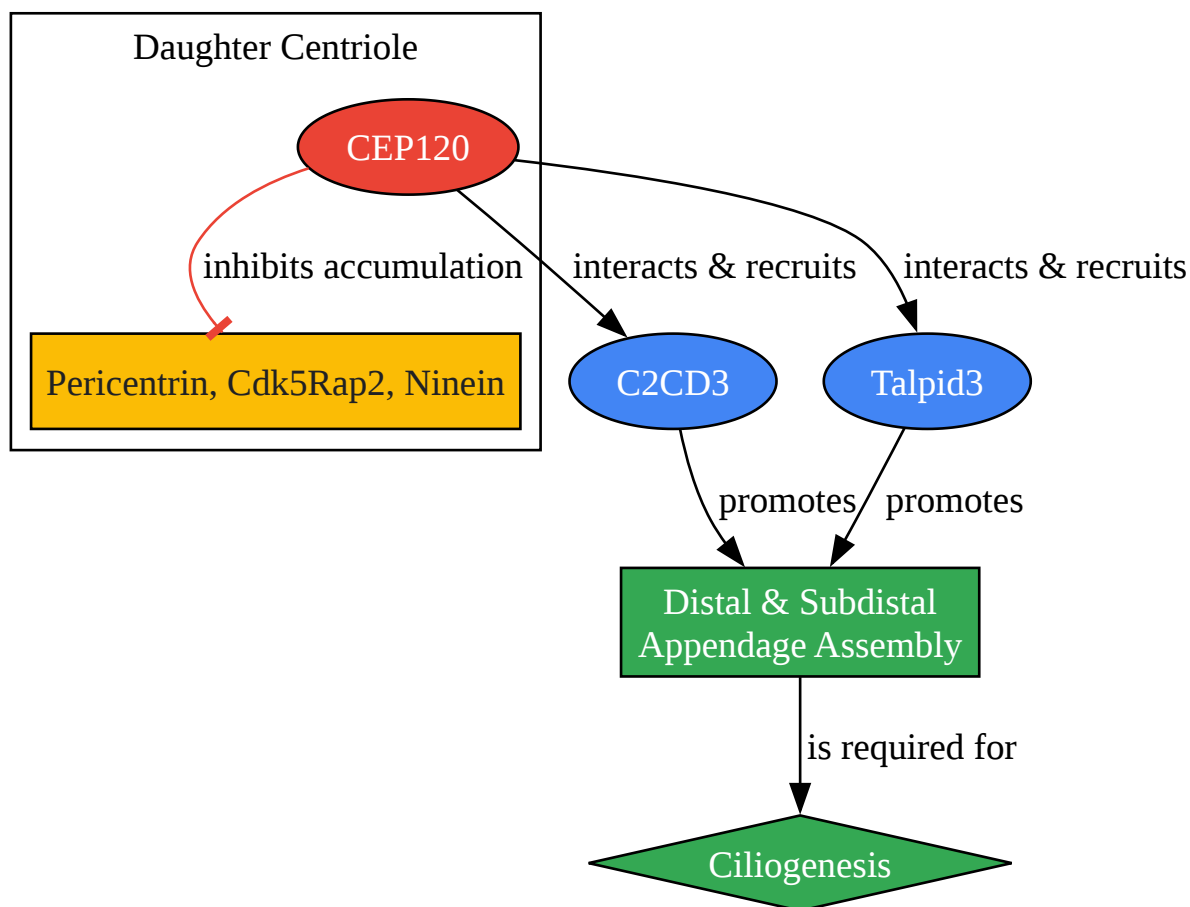 Daughter Centriole
CEP120
inhibits accumulation
interacts & recruits
interacts & recruits
Pericentrin, Cdk5Rap2, Ninein
C2CD3
Talpid3
promotes
promotes
Distal & Subdistal
Appendage Assembly
is required for
Ciliogenesis